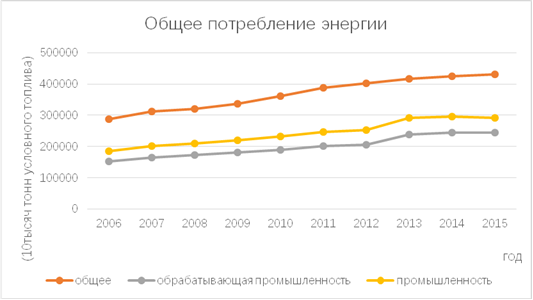 Общее потребление энергии
(10тысяч тонн условного топлива)
500000
400000
300000
200000
100000
0
2006 2007 2008 2009 2010 2011 2012 2013 2014 2015
год
общее обрабатывающая промышленность промышленность